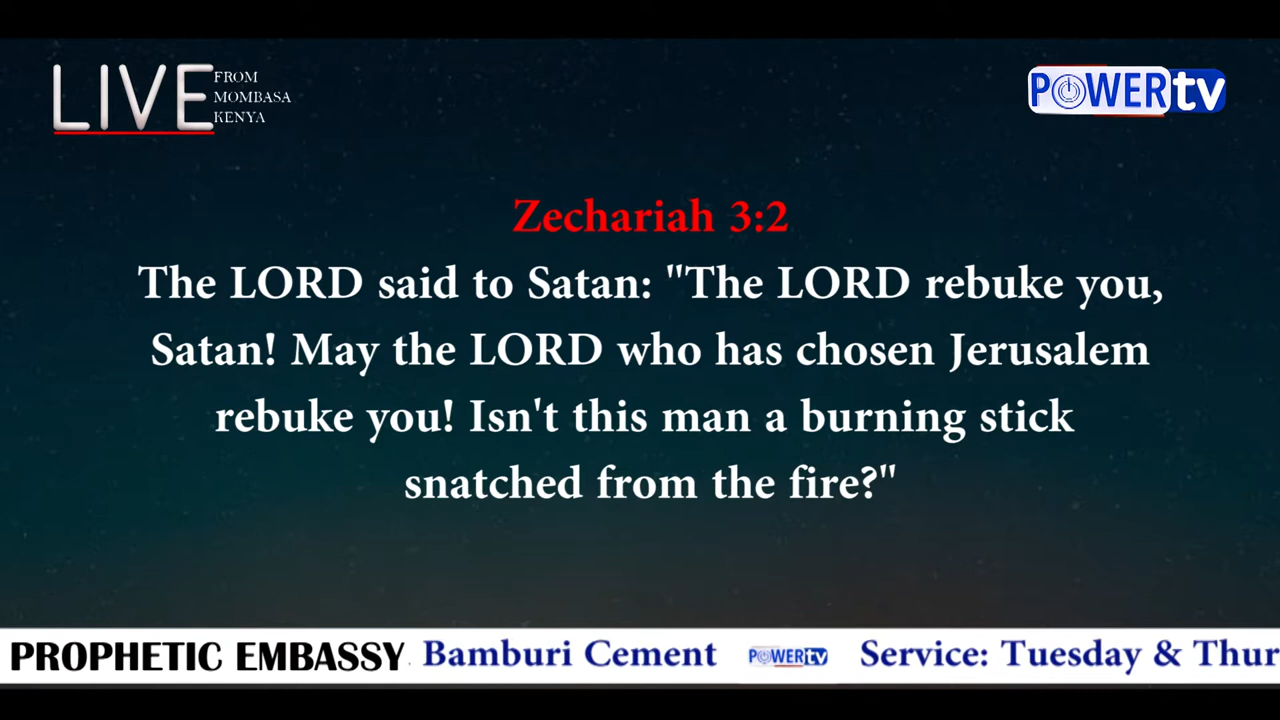 LIVE
FROM
MOMBASA
KENYA
POWERtv
Zechariah 3:2
The LORD said to Satan: "The LORD rebuke you,
Satan! May the LORD who has chosen Jerusalem
rebuke you! Isn't this man a burning stick
snatched from the fire?"
PROPHETIC EMBASSY Bamburi Cement POWERtv Service: Tuesday & Thur